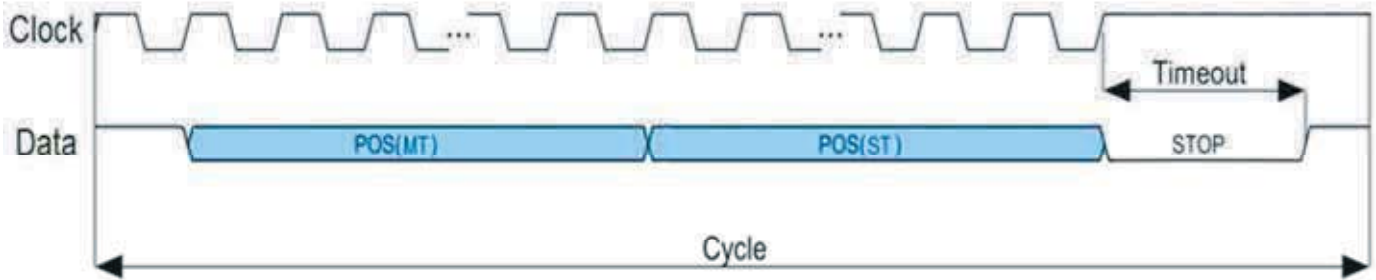 Clock
...
...
Timeout
Data
POS(MT)
POS(ST)
STOP
Cycle